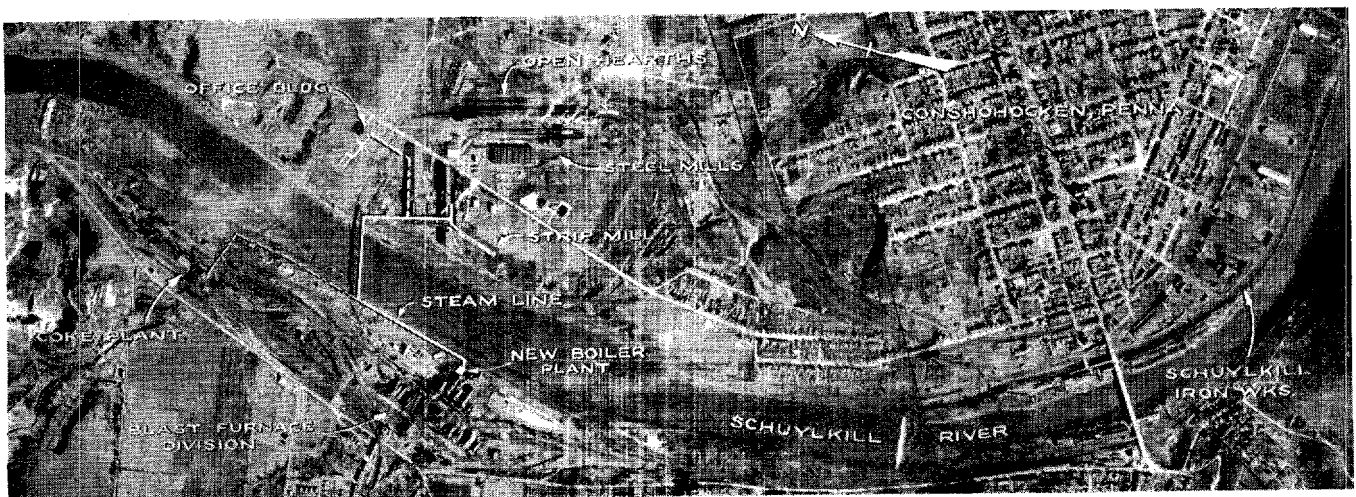 N
OPEN HEARTHS
OFFICE BLDG.
CONSHOHOCKEN, PENNA.
STEEL MILLS
STRIP MILL
STEAM LINE
COKE PLANT
NEW BOILER
PLANT
SCHUYLKILL
IRON WKS.
BLAST FURNACE
DIVISION
SCHUYLKILL RIVER